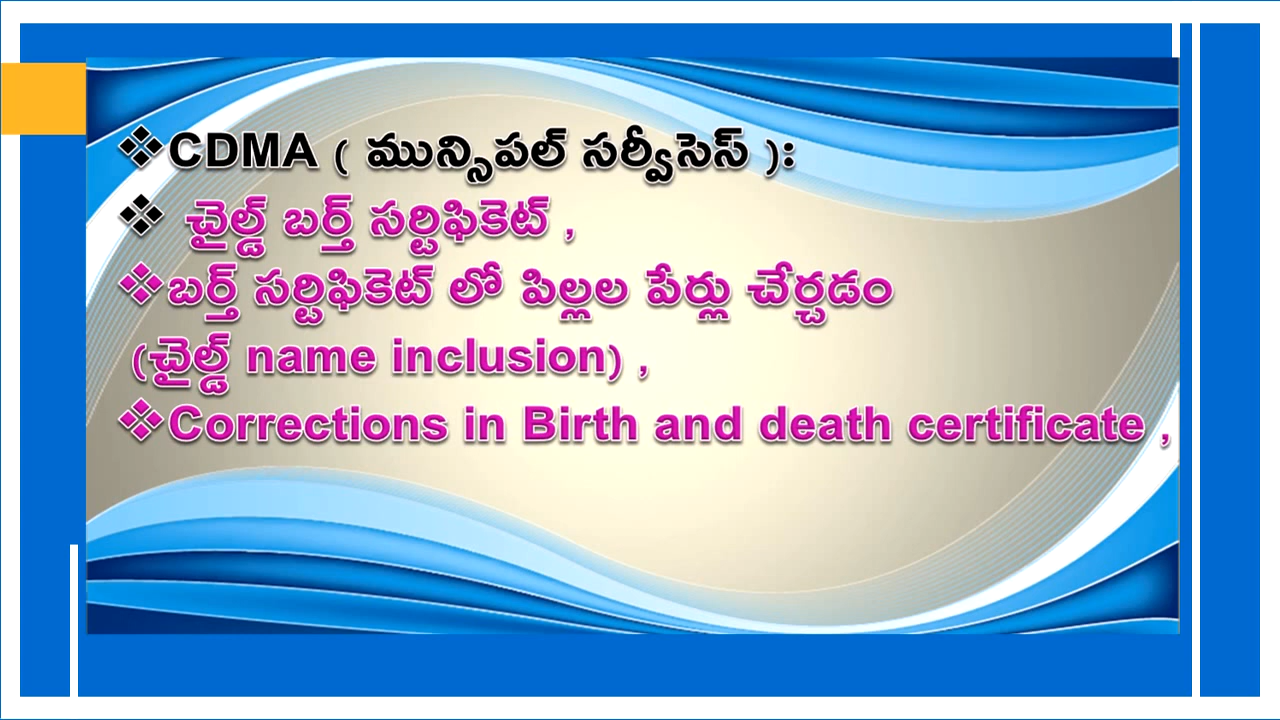 ❖CDMA ( మున్సిపల్ సర్వీసెస్ ):
❖ చైల్డ్ బర్త్ సర్టిఫికెట్ ,
❖బర్త్ సర్టిఫికెట్ లో పిల్లల పేర్లు చేర్చడం
(చైల్డ్ name inclusion) ,
❖Corrections in Birth and death certificate ,